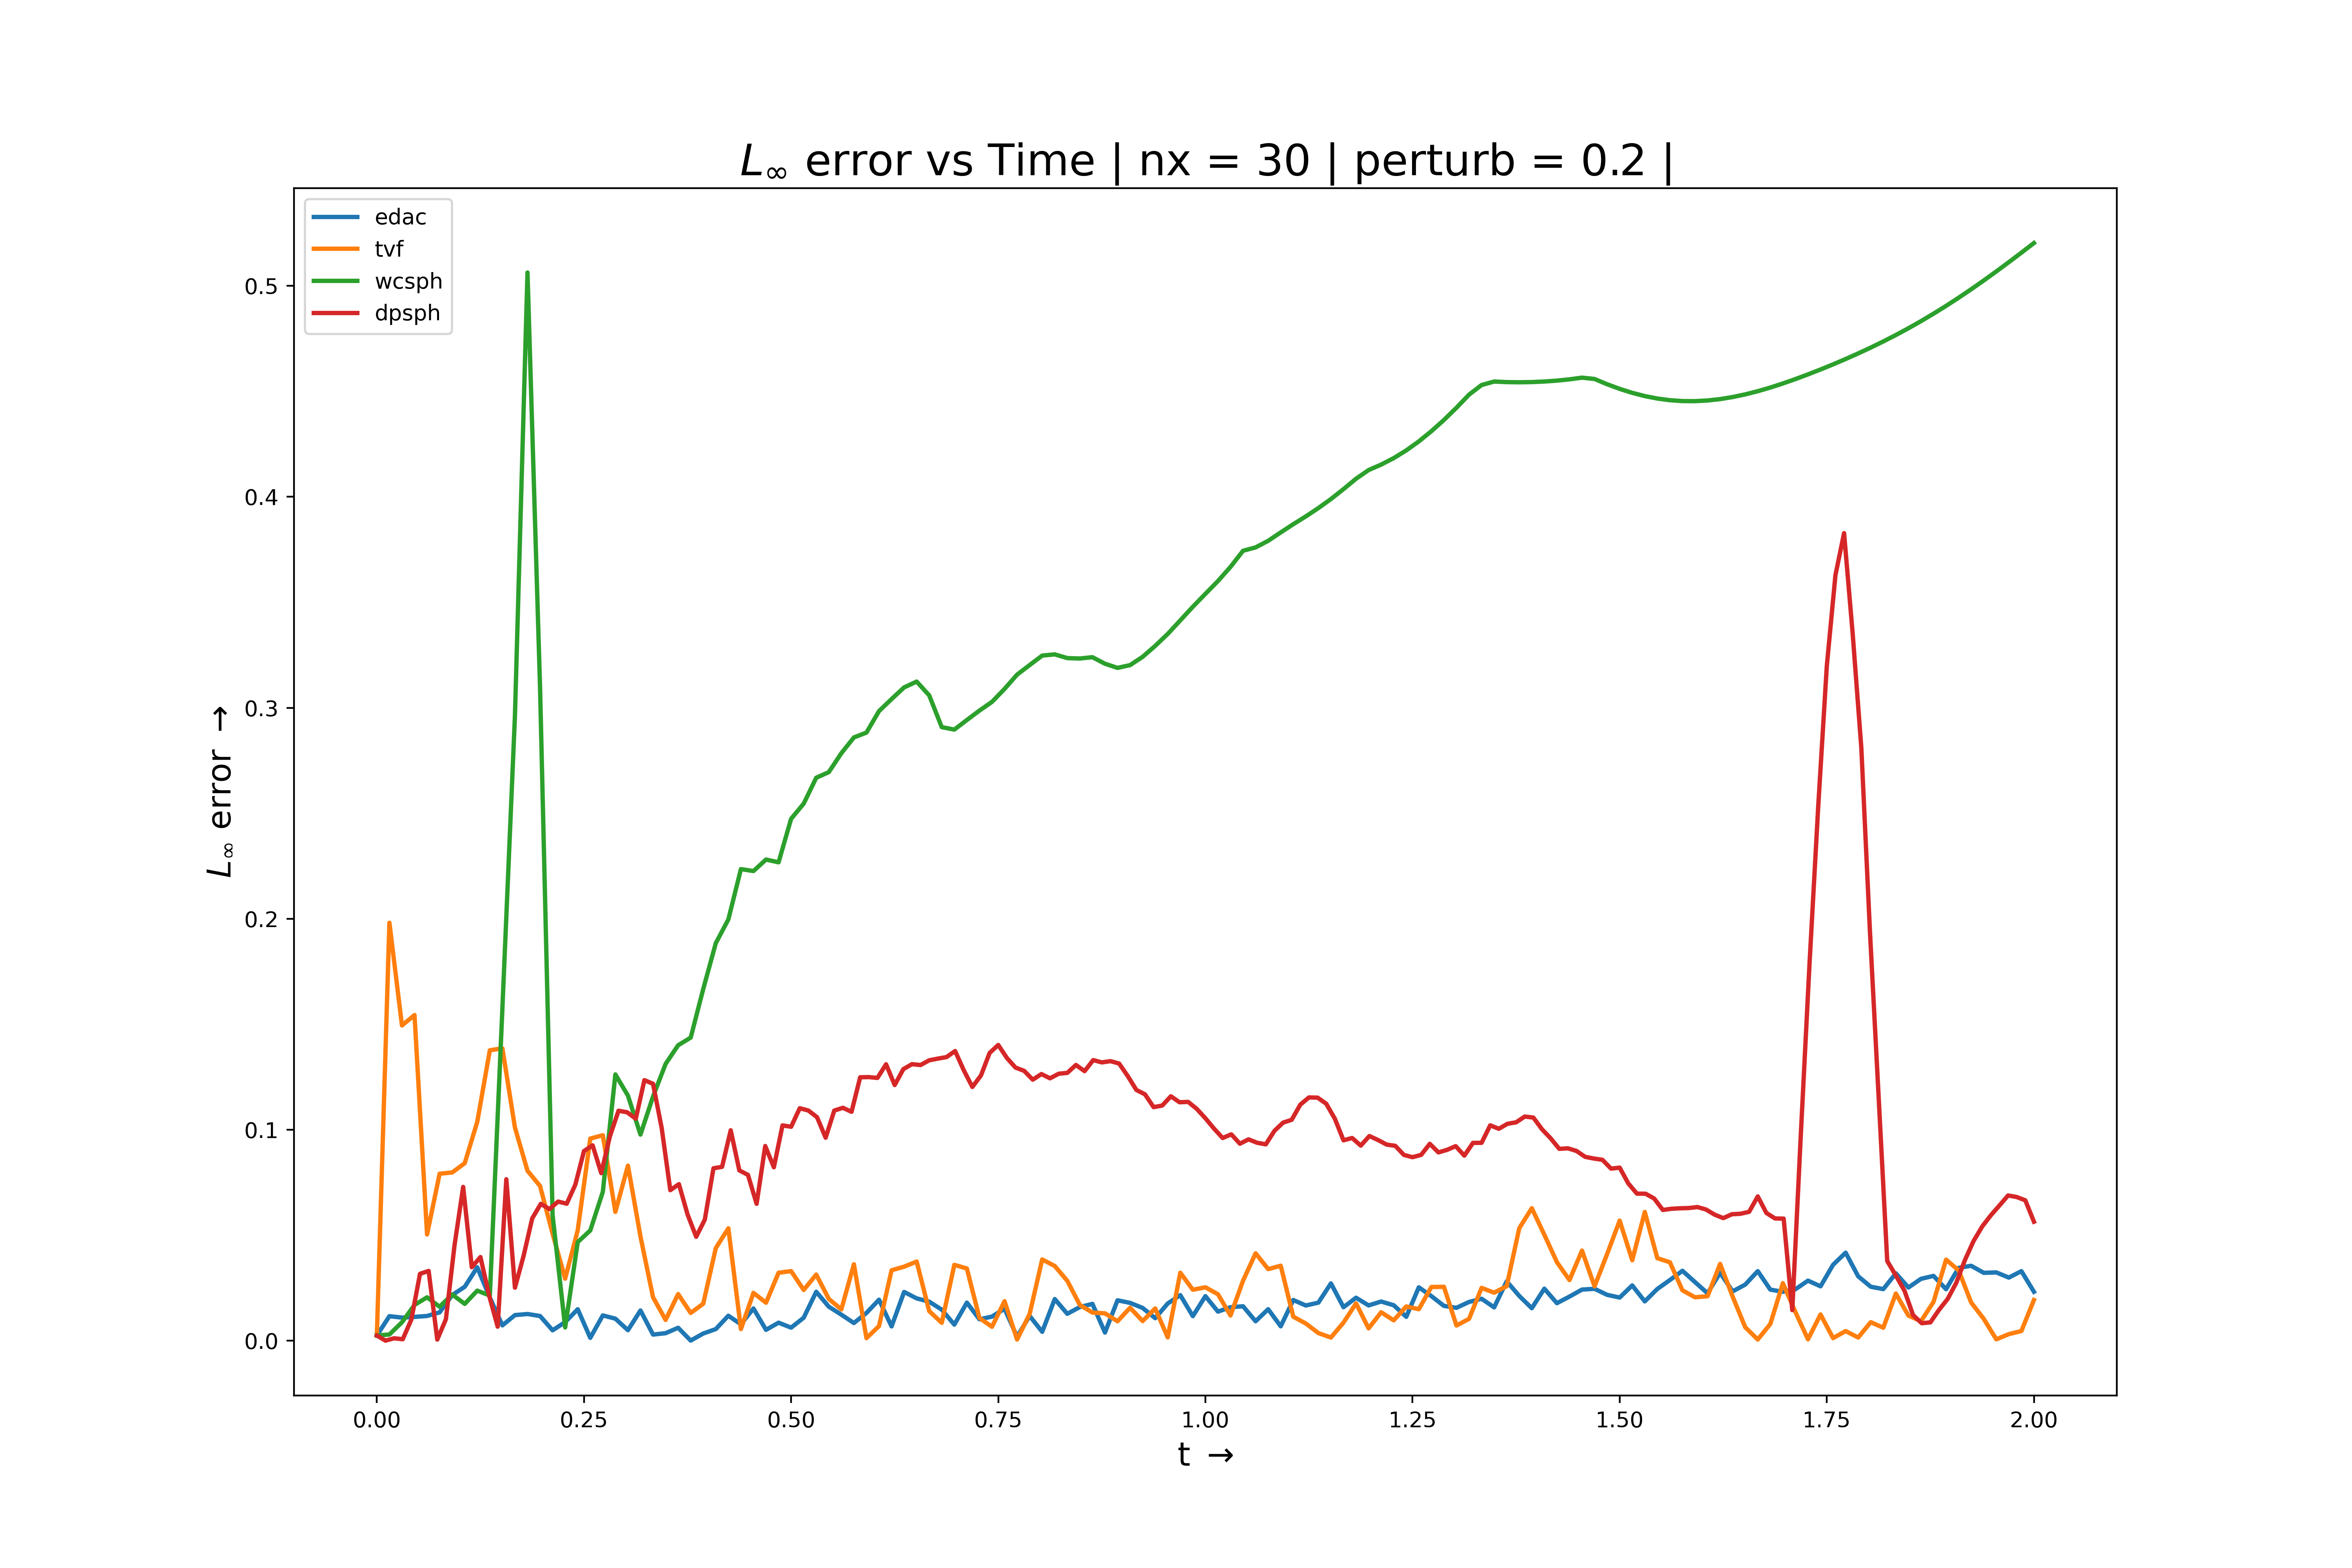 L∞ error vs Time | nx = 30 | perturb = 0.2 |
edac
tvf
wcsph
dpsph
L∞ error →
0.5
0.4
0.3
0.2
0.1
0.0
0.00 0.25 0.50 0.75 1.00 1.25 1.50 1.75 2.00
t →